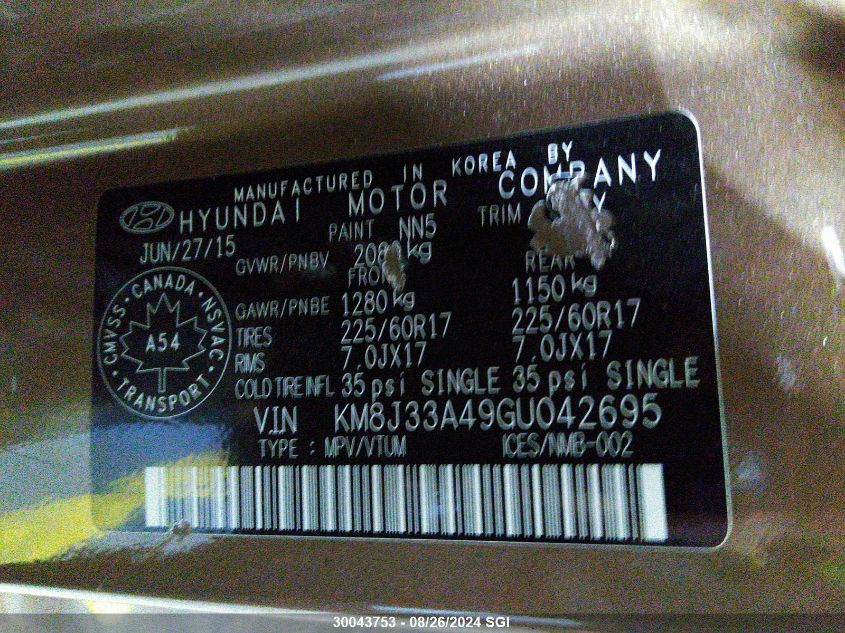 MANUFACTURED IN KOREA BY
HYUNDAI MOTOR COMPANY
JUN/27/15 PAINT NN5 TRIM
GVWR/PNBV kg
FRONT REAR
GAWR/PNBE 1280 kg 1150 kg
TIRES 225/60R17 225/60R17
RIMS 7.0JX17 7.0JX17
COLD TIRE INFL 35 psi SINGLE 35 psi SINGLE
V.I.N KM8J33A49GU042695
TYPE : MPV/VTUM ICES/NMB-002
CMVSS · CANADA · NSVAC · TRANSPORT
A54
30043753 - 08/26/2024 SGI